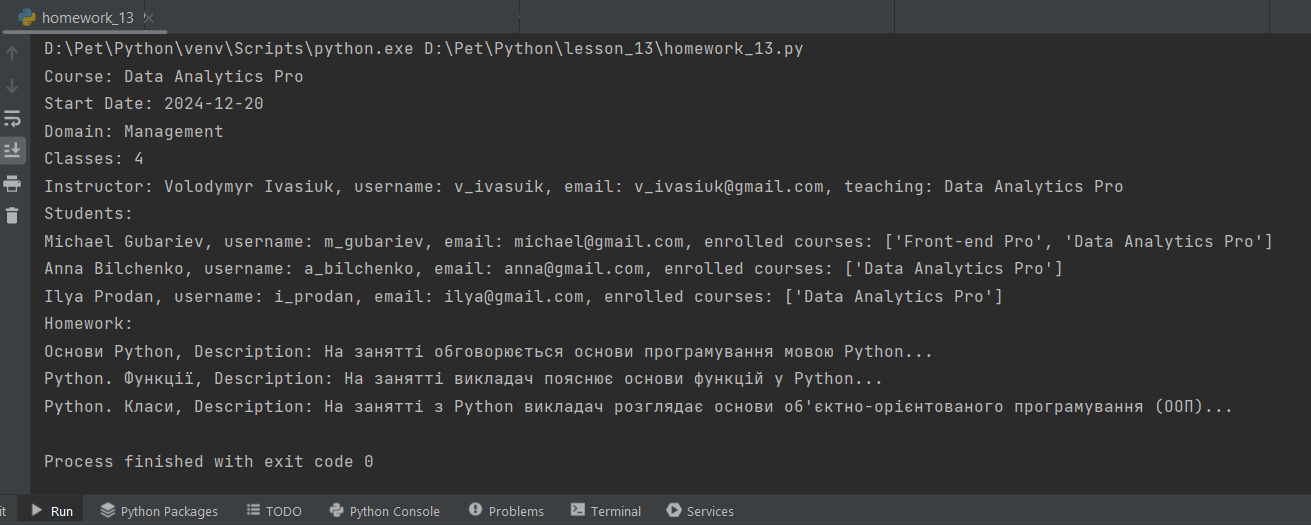 homework_13
D:\Pet\Python\venv\Scripts\python.exe D:\Pet\Python\lesson_13\homework_13.py
Course: Data Analytics Pro
Start Date: 2024-12-20
Domain: Management
Classes: 4
Instructor: Volodymyr Ivasiuk, username: v_ivasuik, email: v_ivasiuk@gmail.com, teaching: Data Analytics Pro
Students:
Michael Gubariev, username: m_gubariev, email: michael@gmail.com, enrolled courses: ['Front-end Pro', 'Data Analytics Pro']
Anna Bilchenko, username: a_bilchenko, email: anna@gmail.com, enrolled courses: ['Data Analytics Pro']
Ilya Prodan, username: i_prodan, email: ilya@gmail.com, enrolled courses: ['Data Analytics Pro']
Homework:
Основи Python, Description: На занятті обговорюється основи програмування мовою Python...
Python. Функції, Description: На занятті викладач пояснює основи функцій у Python...
Python. Класи, Description: На занятті з Python викладач розглядає основи об'єктно-орієнтованого програмування (ООП)...
Process finished with exit code 0
it Run Python Packages TODO Python Console Problems Terminal Services